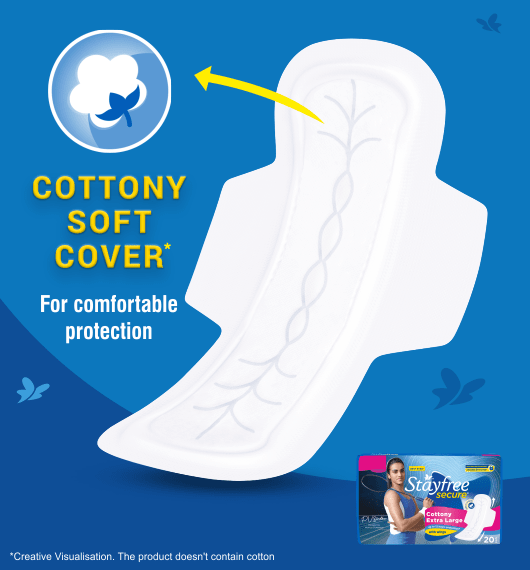 COTTONY
SOFT
COVER*
For comfortable
protection
Stayfree
secure
Cottony
Extra Large
20
*Creative Visualisation. The product doesn't contain cotton